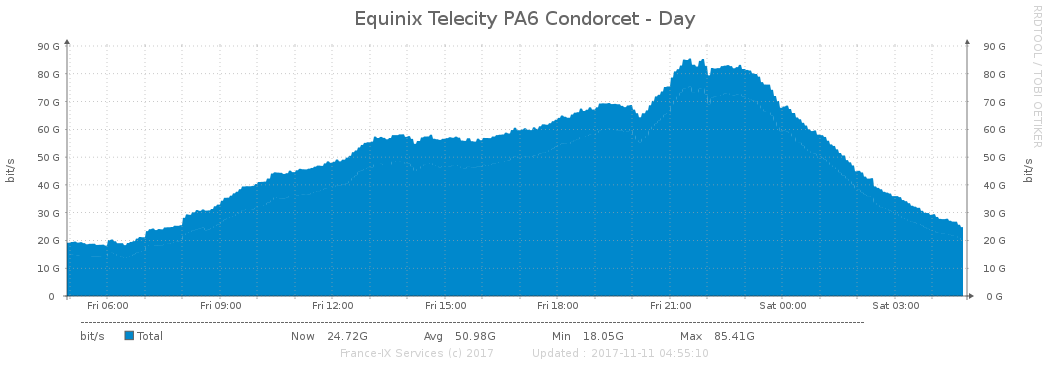 Equinix Telecity PA6 Condorcet - Day
RRDTOOL / TOBI OETIKER
90 G 90 G
80 G 80 G
70 G 70 G
60 G 60 G
50 G 50 G
40 G 40 G
30 G 30 G
20 G 20 G
10 G 10 G
0 0 G
bit/s bit/s
Fri 06:00 Fri 09:00 Fri 12:00 Fri 15:00 Fri 18:00 Fri 21:00 Sat 00:00 Sat 03:00
bit/s Total Now 24.72G Avg 50.98G Min 18.05G Max 85.41G
France-IX Services (c) 2017 Updated : 2017-11-11 04:55:10